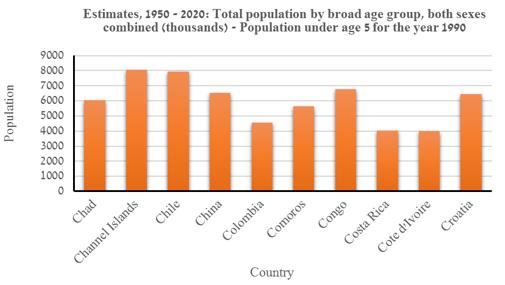 Estimates, 1950 - 2020: Total population by broad age group, both sexes
combined (thousands) - Population under age 5 for the year 1990
9000
8000
7000
6000
5000
4000
3000
2000
1000
0
Population
Chad
Channel Islands
Chile
China
Colombia
Comoros
Congo
Costa Rica
Cote d'Ivoire
Croatia
Country